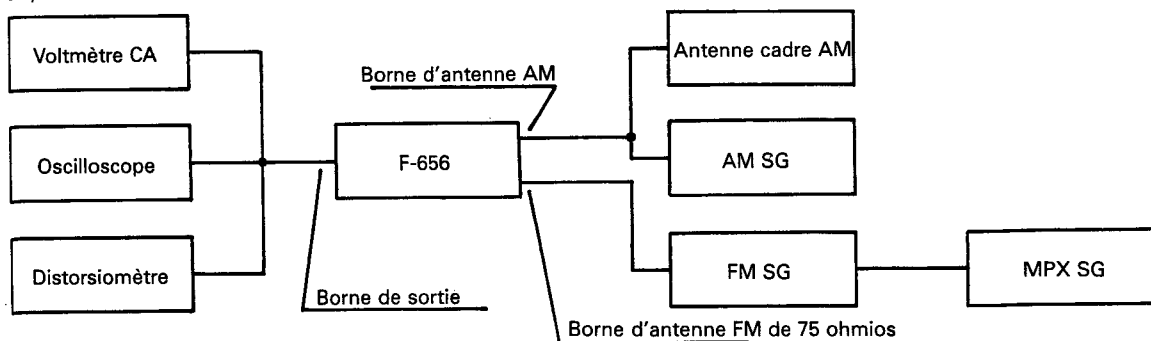 Voltmètre CA
Antenne cadre AM
Borne d'antenne AM
Oscilloscope
F-656
AM SG
Distorsiomètre
FM SG
MPX SG
Borne de sortie
Borne d'antenne FM de 75 ohmios